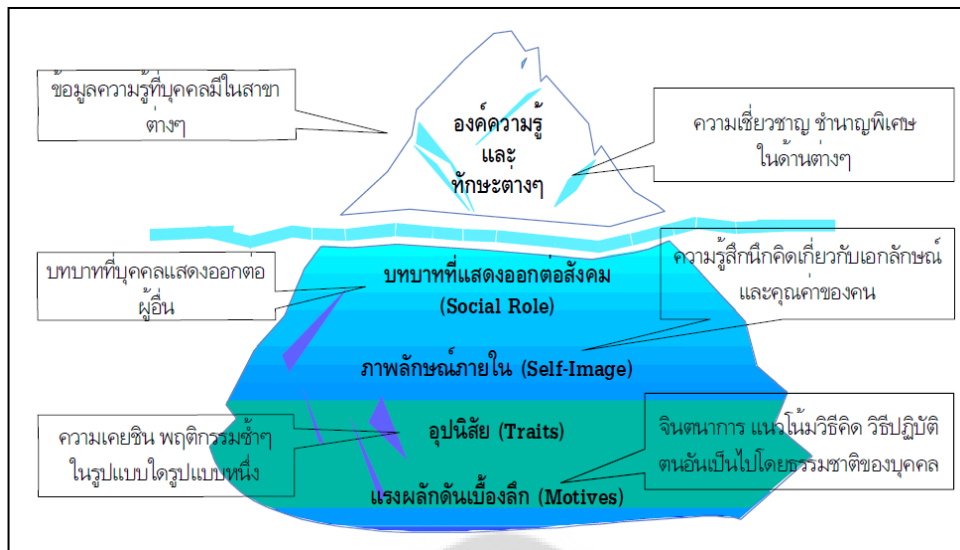 ข้อมูลความรู้ที่บุคคลมีในสาขา
ต่างๆ
องค์ความรู้
และ
ทักษะต่างๆ
ความเชี่ยวชาญ ชำนาญพิเศษ
ในด้านต่างๆ
บทบาทที่บุคคลแสดงออกต่อ
ผู้อื่น
บทบาทที่แสดงออกต่อสังคม
(Social Role)
ความรู้สึกนึกคิดเกี่ยวกับเอกลักษณ์
และคุณค่าของคน
ภาพลักษณ์ภายใน (Self-Image)
ความเคยชิน พฤติกรรมซ้ำๆ
ในรูปแบบใดรูปแบบหนึ่ง
อุปนิสัย (Traits)
จินตนาการ แนวโน้มวิธีคิด วิธีปฏิบัติ
ตนอันเป็นไปโดยธรรมชาติของบุคคล
แรงผลักดันเบื้องลึก (Motives)